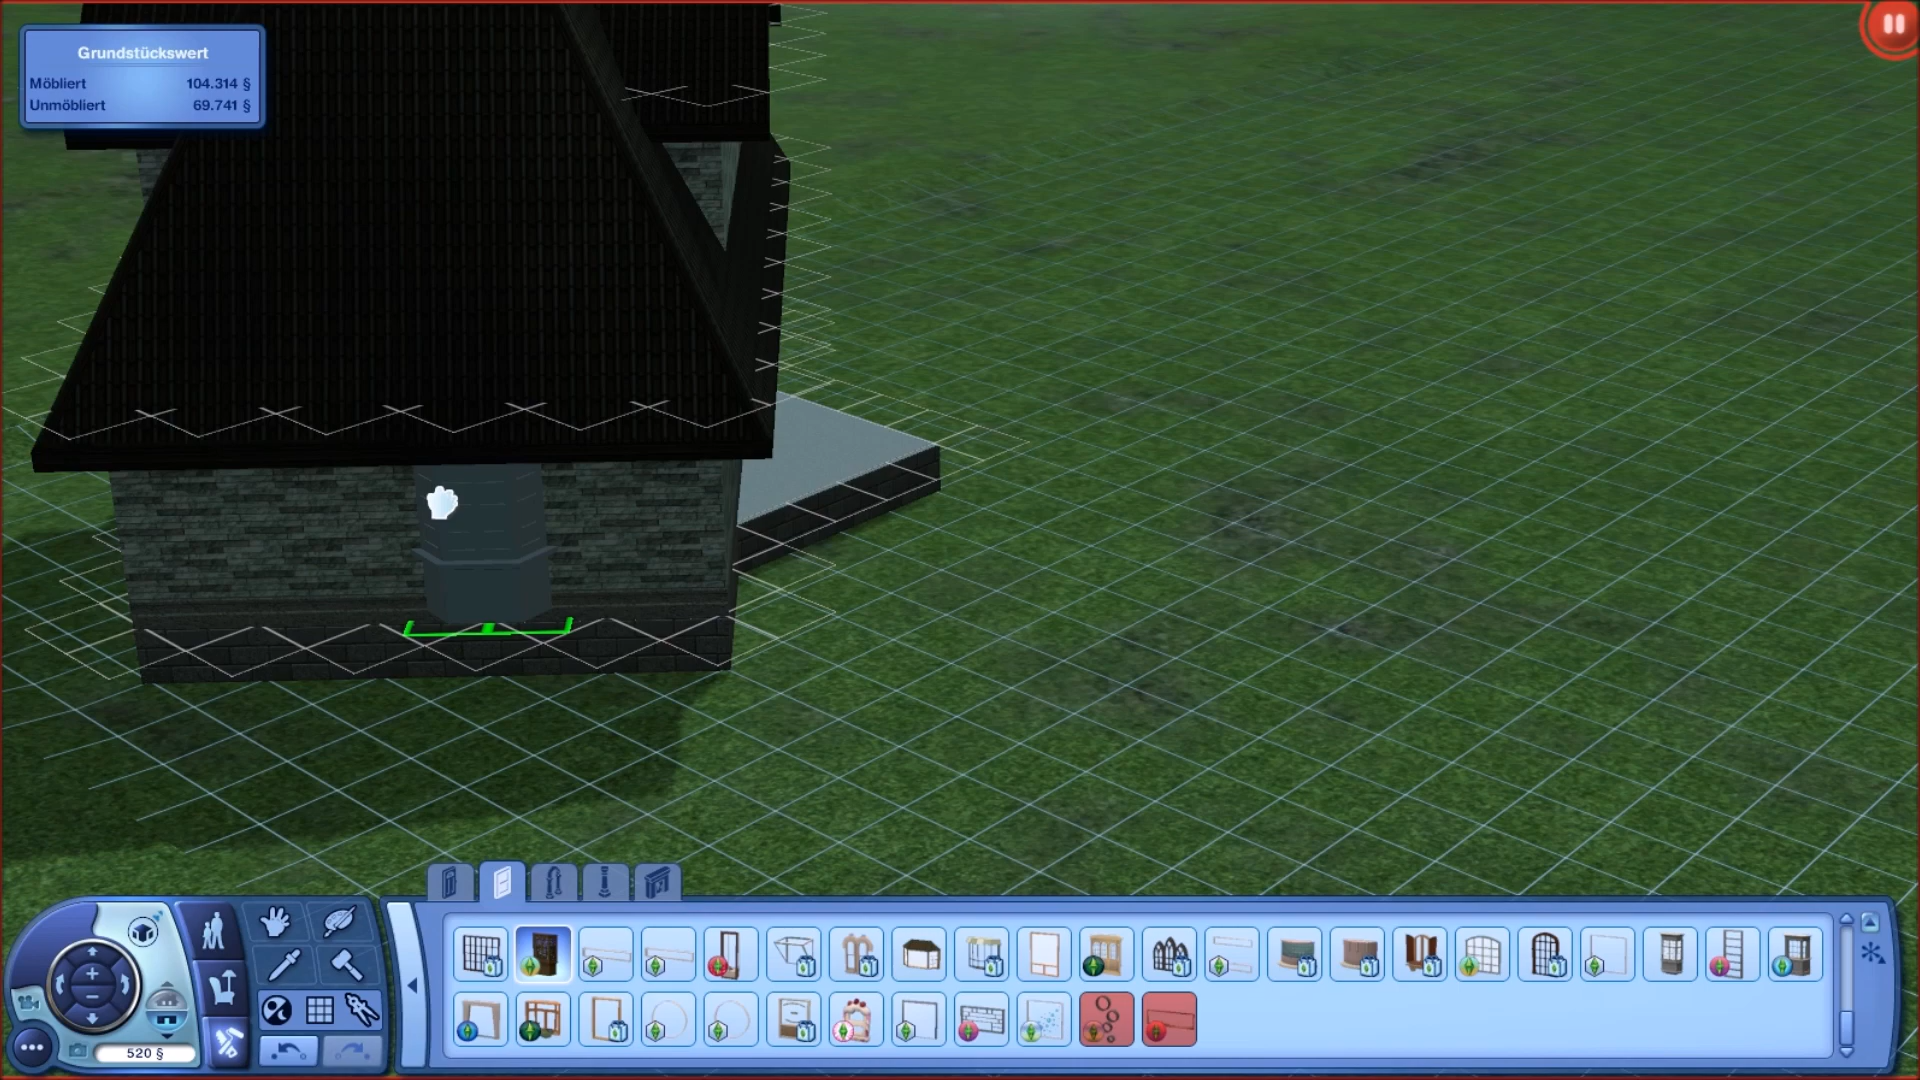 Grundstückswert
Möbliert 104.314 §
Unmöbliert 69.741 §
520 §